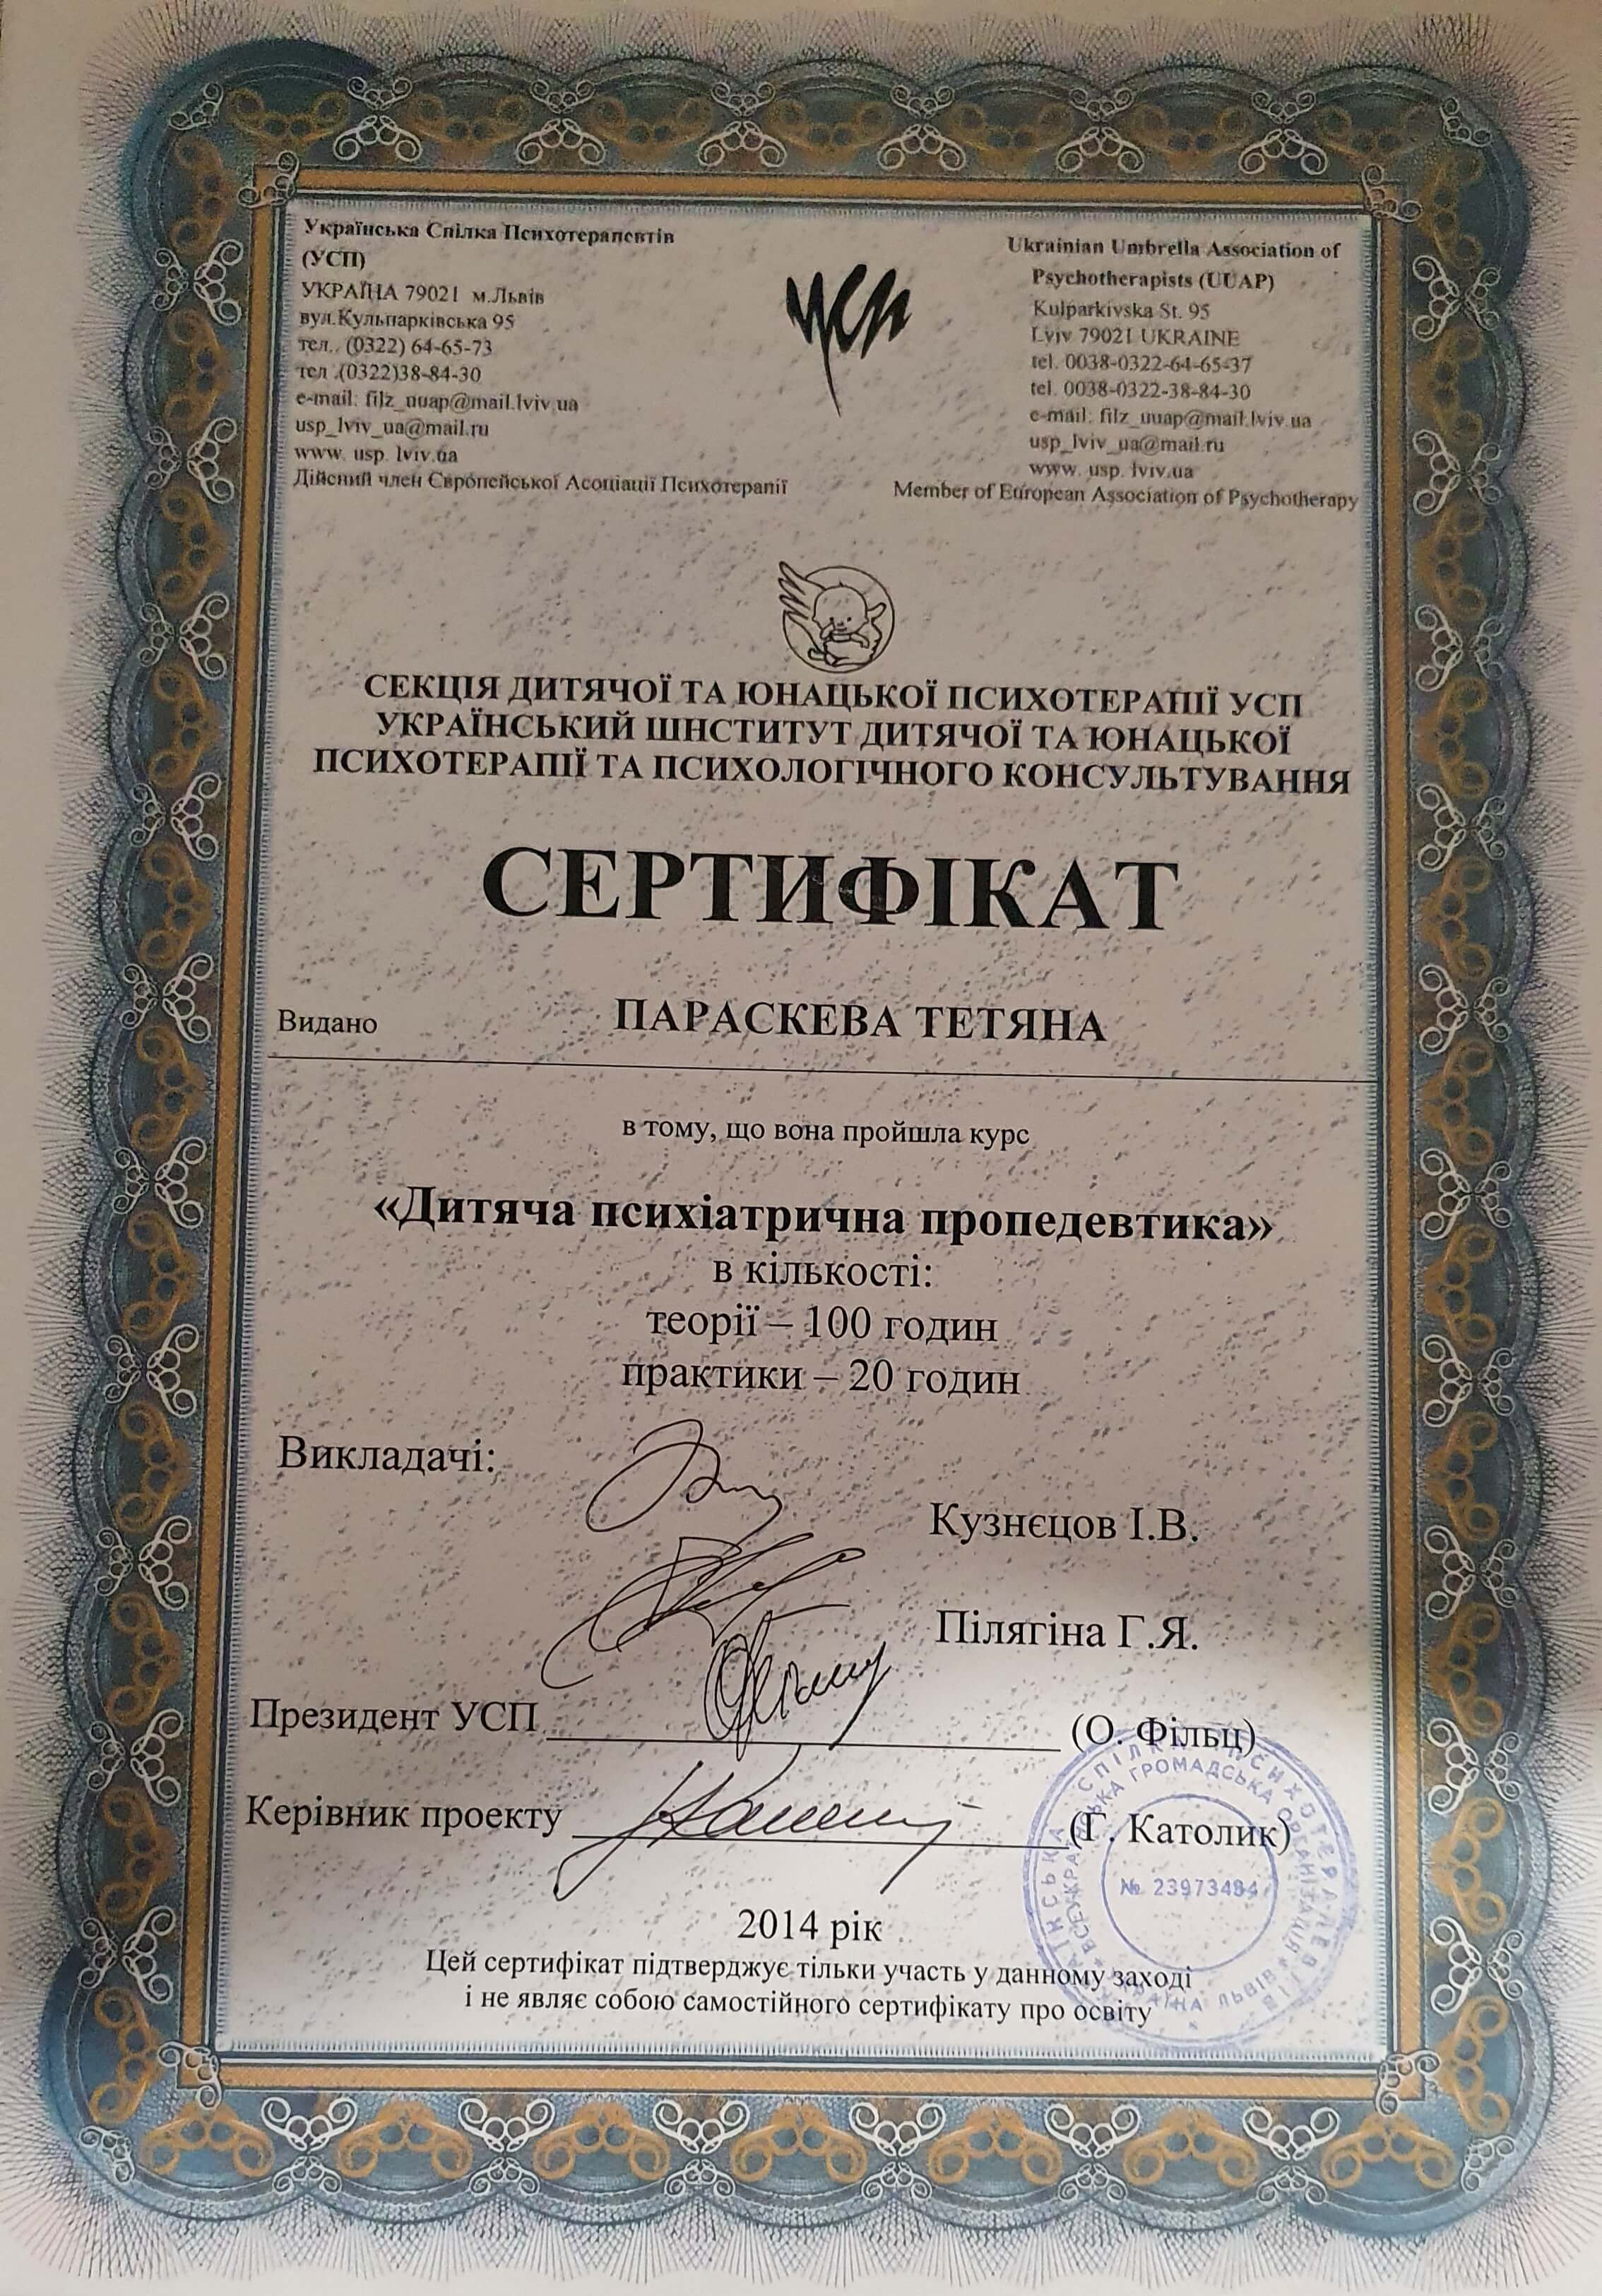 Українська Спілка Психотерапевтів
(УСП)
УКРАЇНА 79021 м.Львів
вул.Кульпарківська 95
тел.. (0322) 64-65-73
тел .(0322)38-84-30
e-mail: filz_uuap@mail.lviv.ua
usp_lviv_ua@mail.ru
www. usp. lviv.ua
Дійсний член Європейської Асоціації Психотерапії
усп
Ukrainian Umbrella Association of
Psychotherapists (UUAP)
Kulparkivska St. 95
Lviv 79021 UKRAINE
tel. 0038-0322-64-65-37
tel. 0038-0322-38-84-30
e-mail: filz_uuap@mail.lviv.ua
usp_lviv_ua@mail.ru
www. usp. lviv.ua
Member of European Association of Psychotherapy
СЕКЦІЯ ДИТЯЧОЇ ТА ЮНАЦЬКОЇ ПСИХОТЕРАПІЇ УСП
УКРАЇНСЬКИЙ ІІНСТИТУТ ДИТЯЧОЇ ТА ЮНАЦЬКОЇ
ПСИХОТЕРАПІЇ ТА ПСИХОЛОГІЧНОГО КОНСУЛЬТУВАННЯ
СЕРТИФІКАТ
Видано ПАРАСКЕВА ТЕТЯНА
в тому, що вона пройшла курс
«Дитяча психіатрична пропедевтика»
в кількості:
теорії – 100 годин
практики – 20 годин
Викладачі:
Кузнєцов І.В.
Пілягіна Г.Я.
Президент УСП (О. Фільц)
Керівник проекту (Г. Католик)
№ 23973484
2014 рік
Цей сертифікат підтверджує тільки участь у данному заході
і не являє собою самостійного сертифікату про освіту